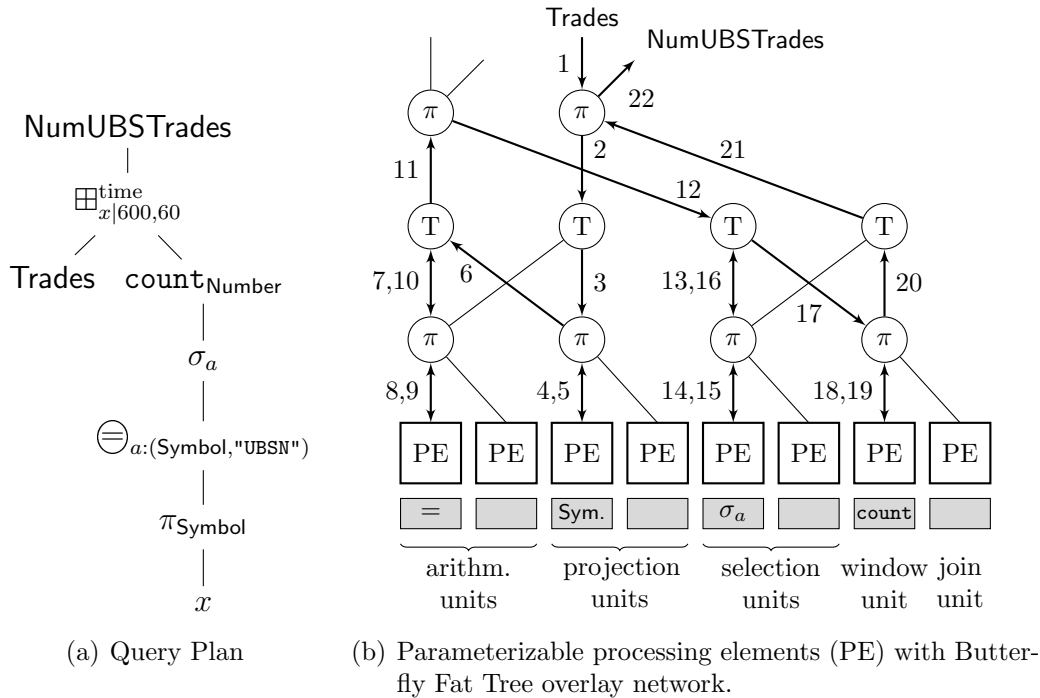 NumUBSTrades
⊞time x|600,60
Trades count Number
σa
=a:(Symbol,"UBSN")
πSymbol
x
(a) Query Plan
Trades
NumUBSTrades
1
22
π π
11 2 21
12
T T T T
7,10 6 3 13,16 17 20
π π π π
8,9 4,5 14,15 18,19
PE PE PE PE PE PE PE PE
= Sym. σa count
arithm. projection selection window join
units units units unit unit
(b) Parameterizable processing elements (PE) with Butter-
fly Fat Tree overlay network.